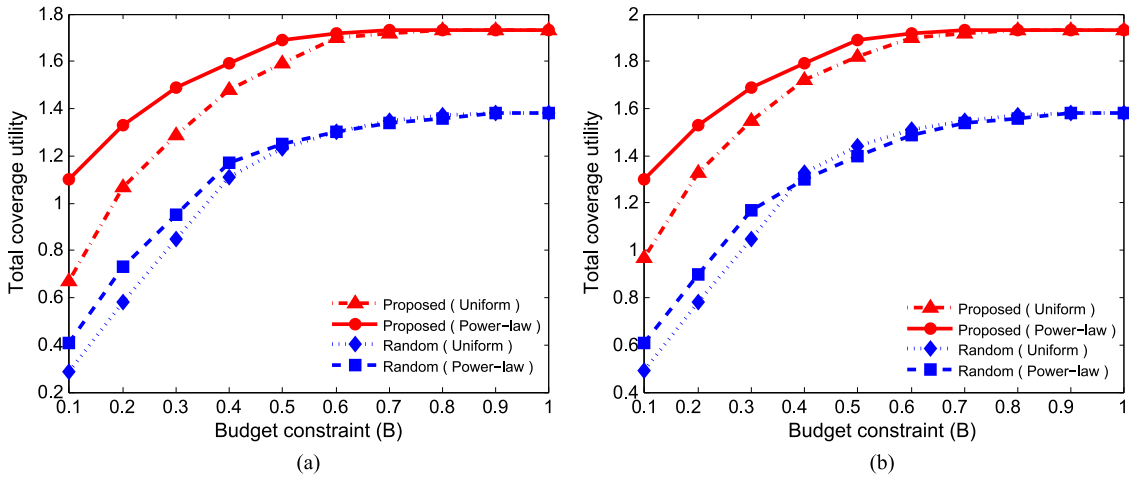 1.8
1.6
1.4
1.2
1
0.8
0.6
0.4
0.2
Total coverage utility
Proposed ( Uniform )
Proposed ( Power−law )
Random ( Uniform )
Random ( Power−law )
0.1 0.2 0.3 0.4 0.5 0.6 0.7 0.8 0.9 1
Budget constraint (B)
(a)
2
1.8
1.6
1.4
1.2
1
0.8
0.6
0.4
Total coverage utility
Proposed ( Uniform )
Proposed ( Power−law )
Random ( Uniform )
Random ( Power−law )
0.1 0.2 0.3 0.4 0.5 0.6 0.7 0.8 0.9 1
Budget constraint (B)
(b)